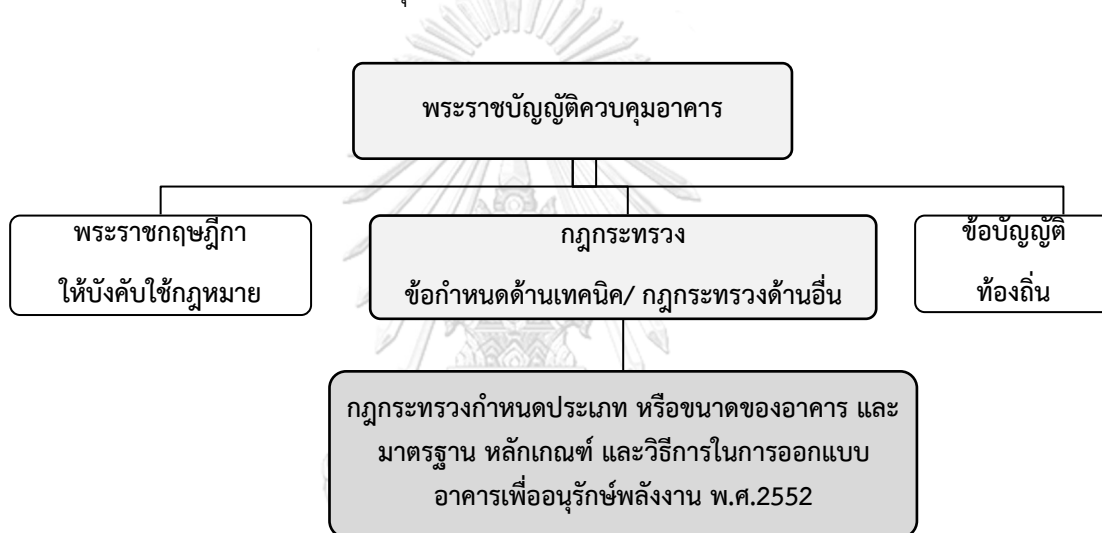 พระราชบัญญัติควบคุมอาคาร
พระราชกฤษฎีกา
ให้บังคับใช้กฎหมาย
กฎกระทรวง
ข้อกำหนดด้านเทคนิค/ กฎกระทรวงด้านอื่น
ข้อบัญญัติ
ท้องถิ่น
กฎกระทรวงกำหนดประเภท หรือขนาดของอาคาร และ
มาตรฐาน หลักเกณฑ์ และวิธีการในการออกแบบ
อาคารเพื่ออนุรักษ์พลังงาน พ.ศ.2552